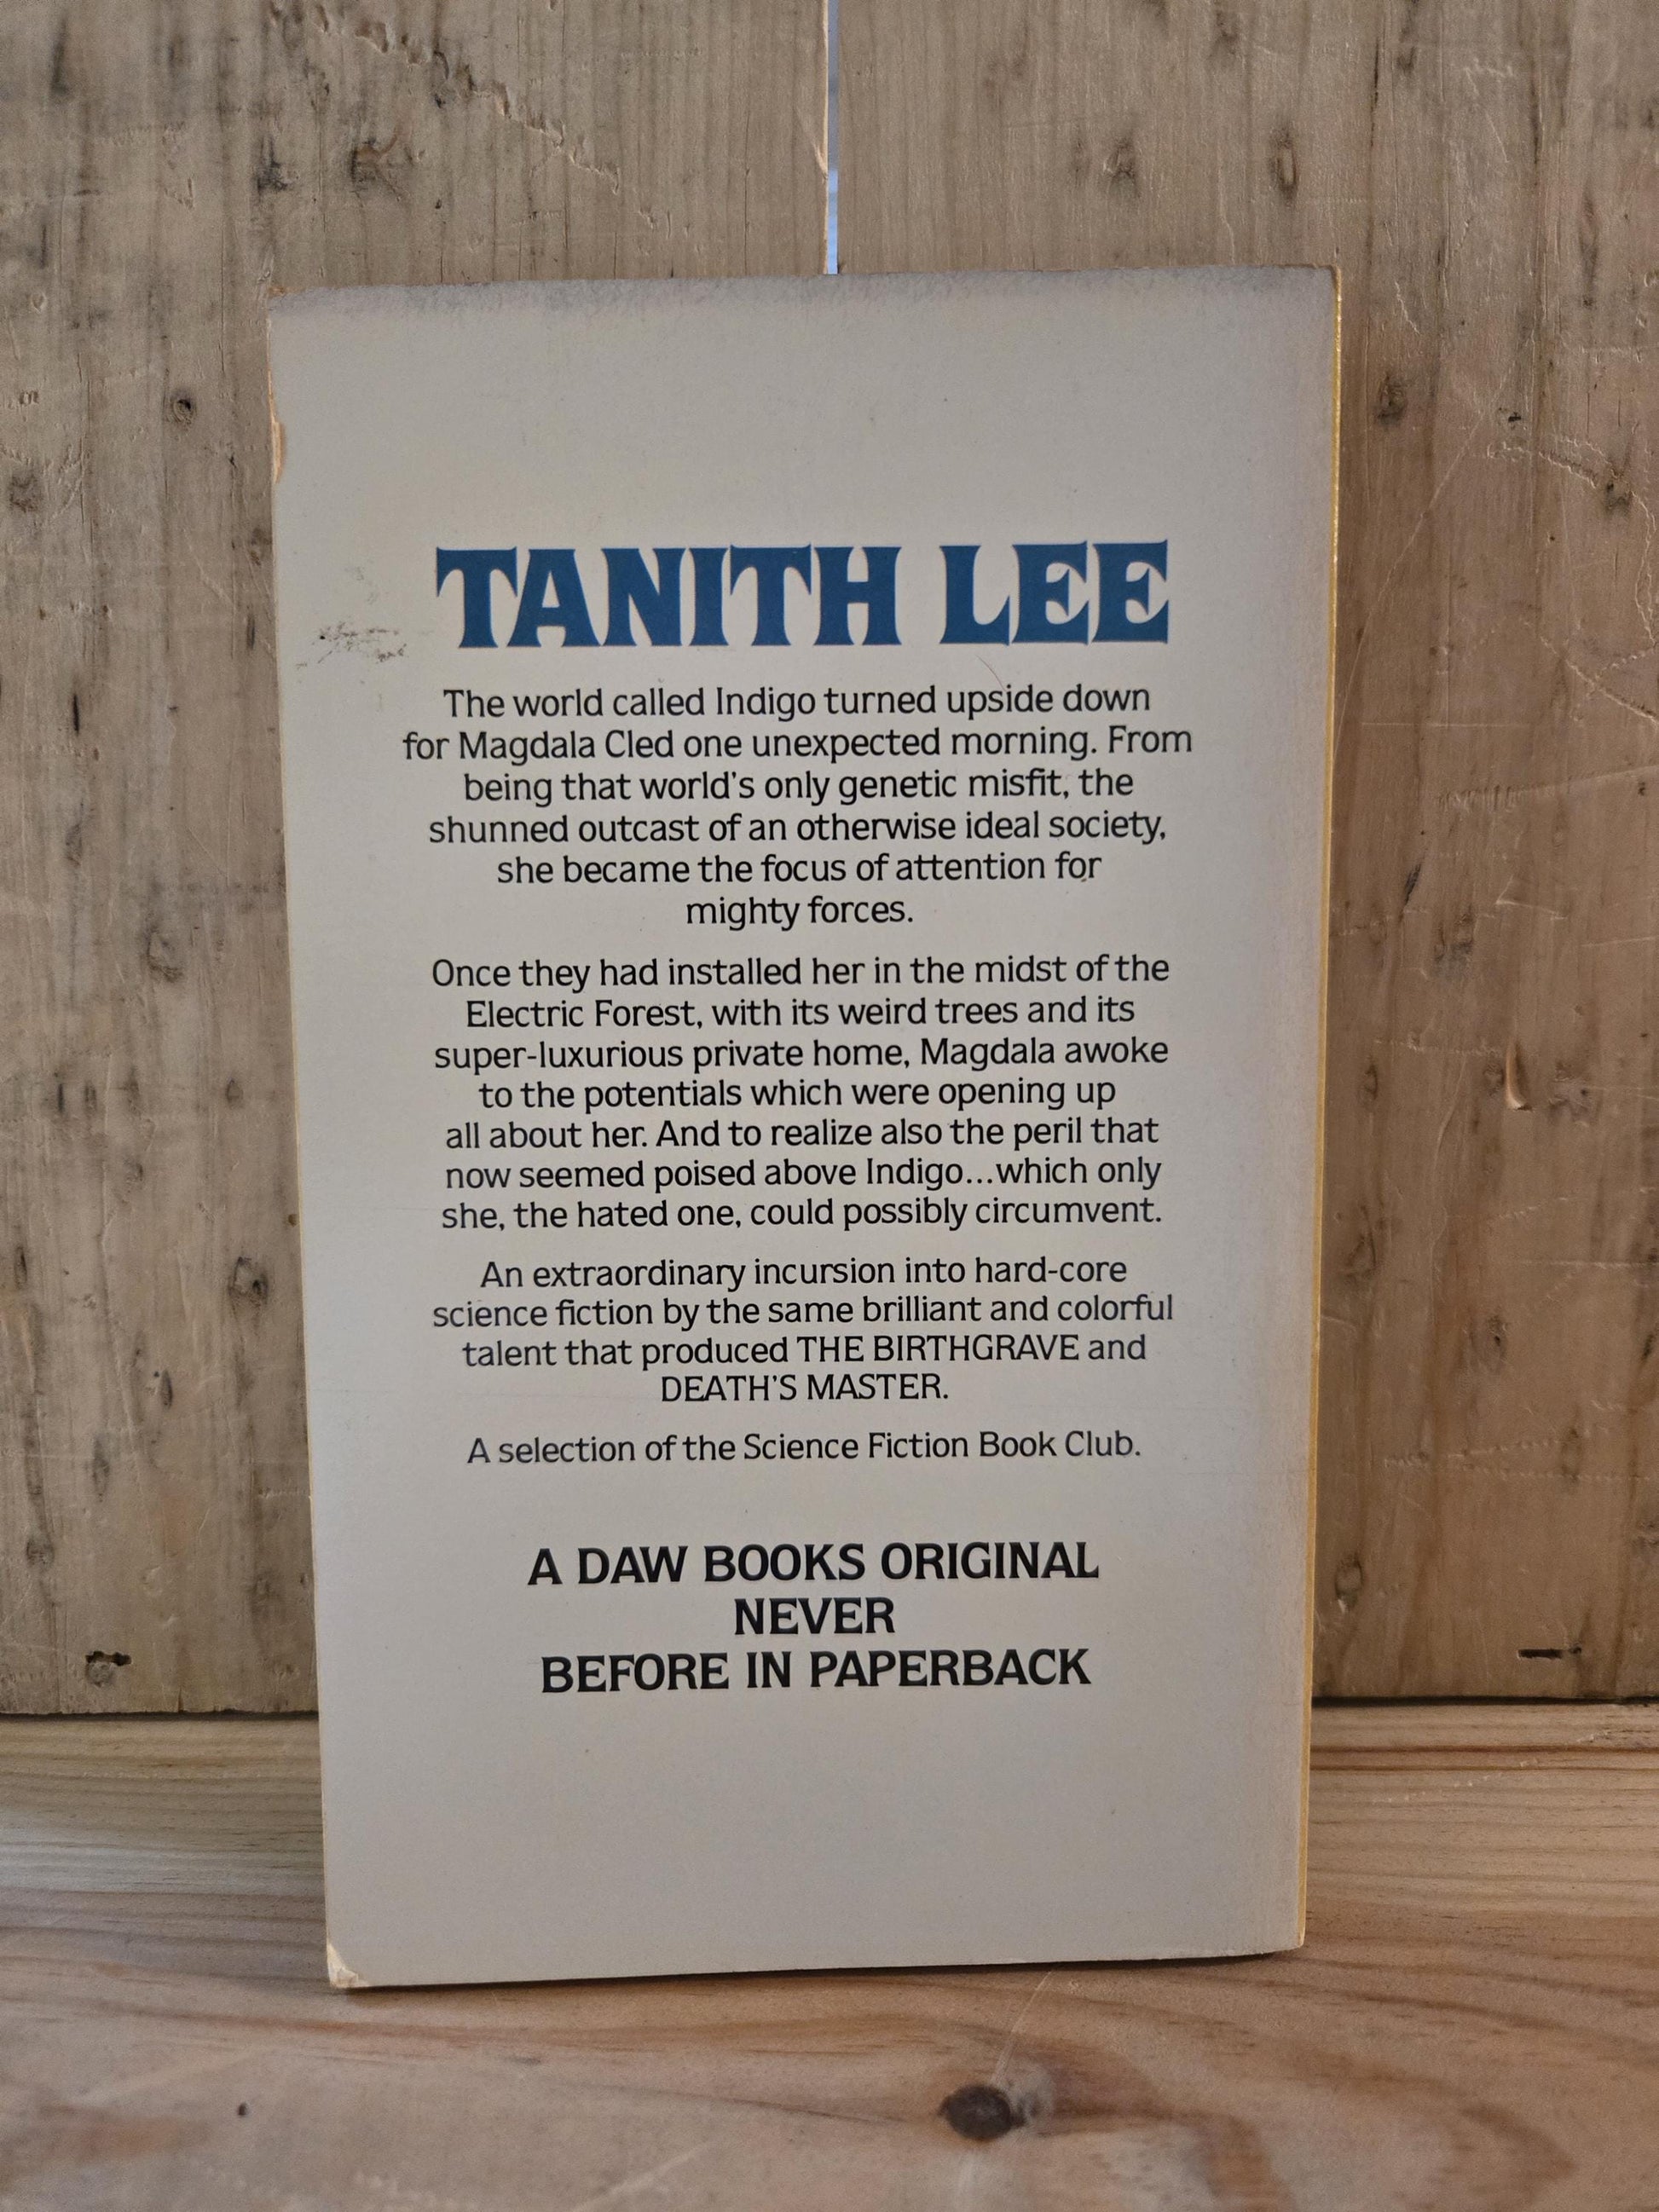 TANITH LEE
The world called Indigo turned upside down
for Magdala Cled one unexpected morning. From
being that world's only genetic misfit, the
shunned outcast of an otherwise ideal society,
she became the focus of attention for
mighty forces.
Once they had installed her in the midst of the
Electric Forest, with its weird trees and its
super-luxurious private home, Magdala awoke
to the potentials which were opening up
all about her. And to realize also the peril that
now seemed poised above Indigo...which only
she, the hated one, could possibly circumvent.
An extraordinary incursion into hard-core
science fiction by the same brilliant and colorful
talent that produced THE BIRTHGRAVE and
DEATH'S MASTER.
A selection of the Science Fiction Book Club.
A DAW BOOKS ORIGINAL
NEVER
BEFORE IN PAPERBACK